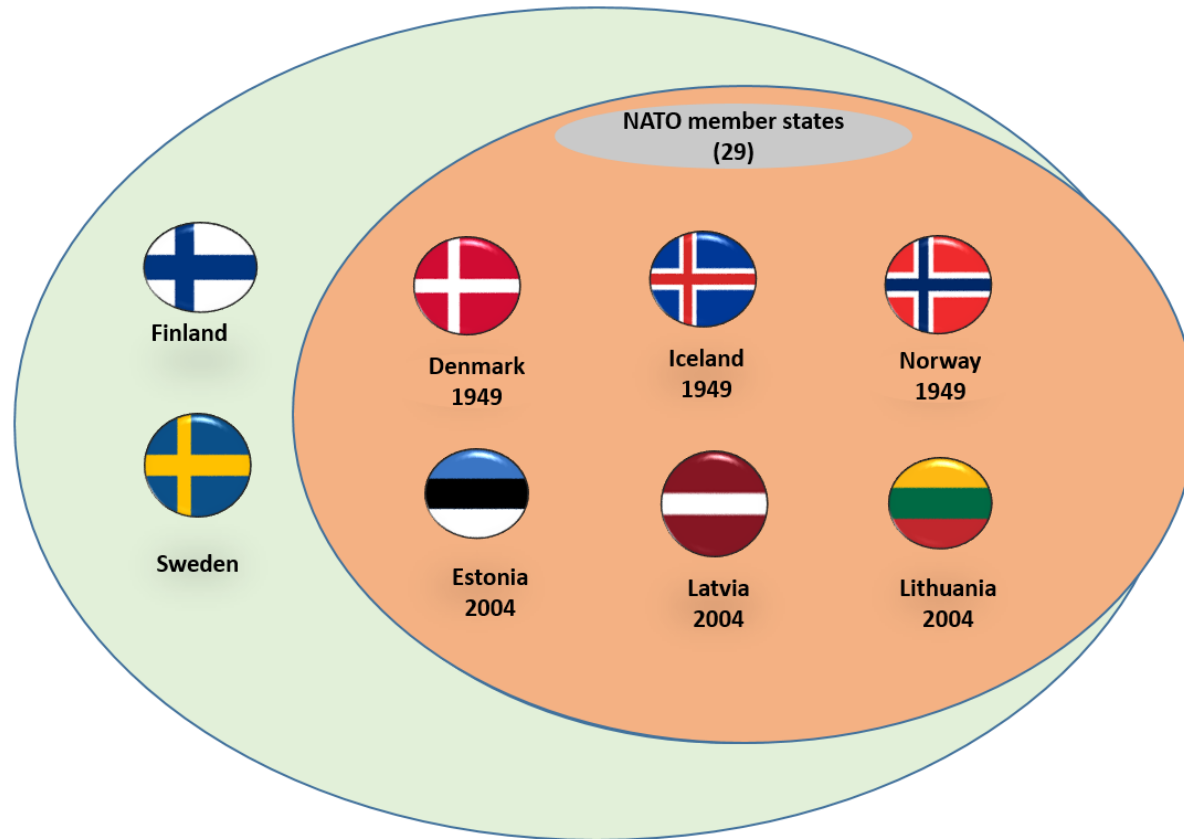 NATO member states
(29)
Finland
Denmark
1949
Iceland
1949
Norway
1949
Sweden
Estonia
2004
Latvia
2004
Lithuania
2004